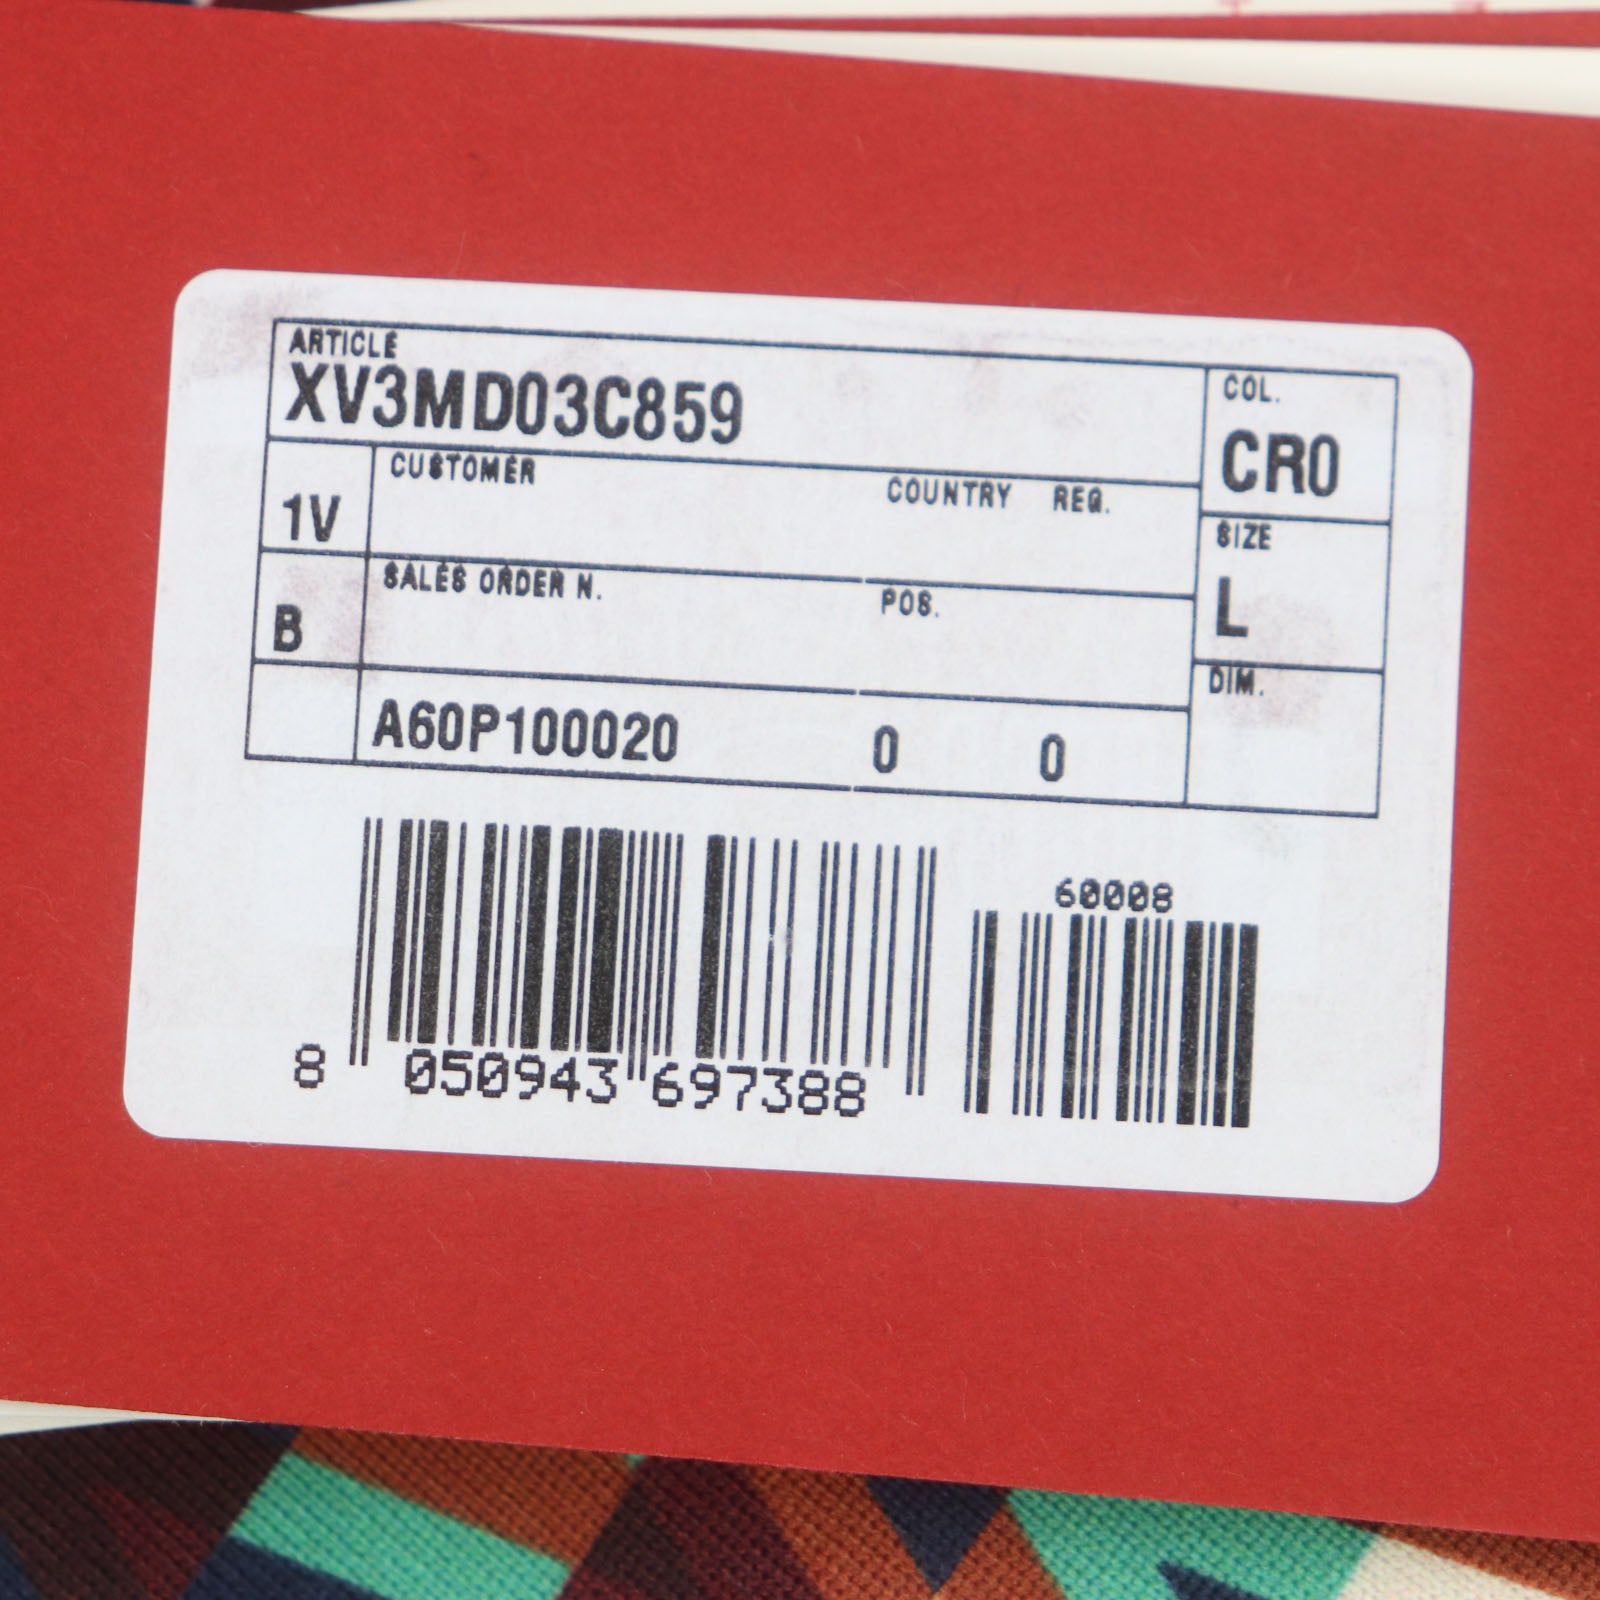 ARTICLE
XV3MD03C859
COL.
CR0
1V
CUSTOMER
COUNTRY REQ.
SIZE
L
B
SALES ORDER N.
POS.
DIM.
A60P100020 0 0
60008
8 050943 697388